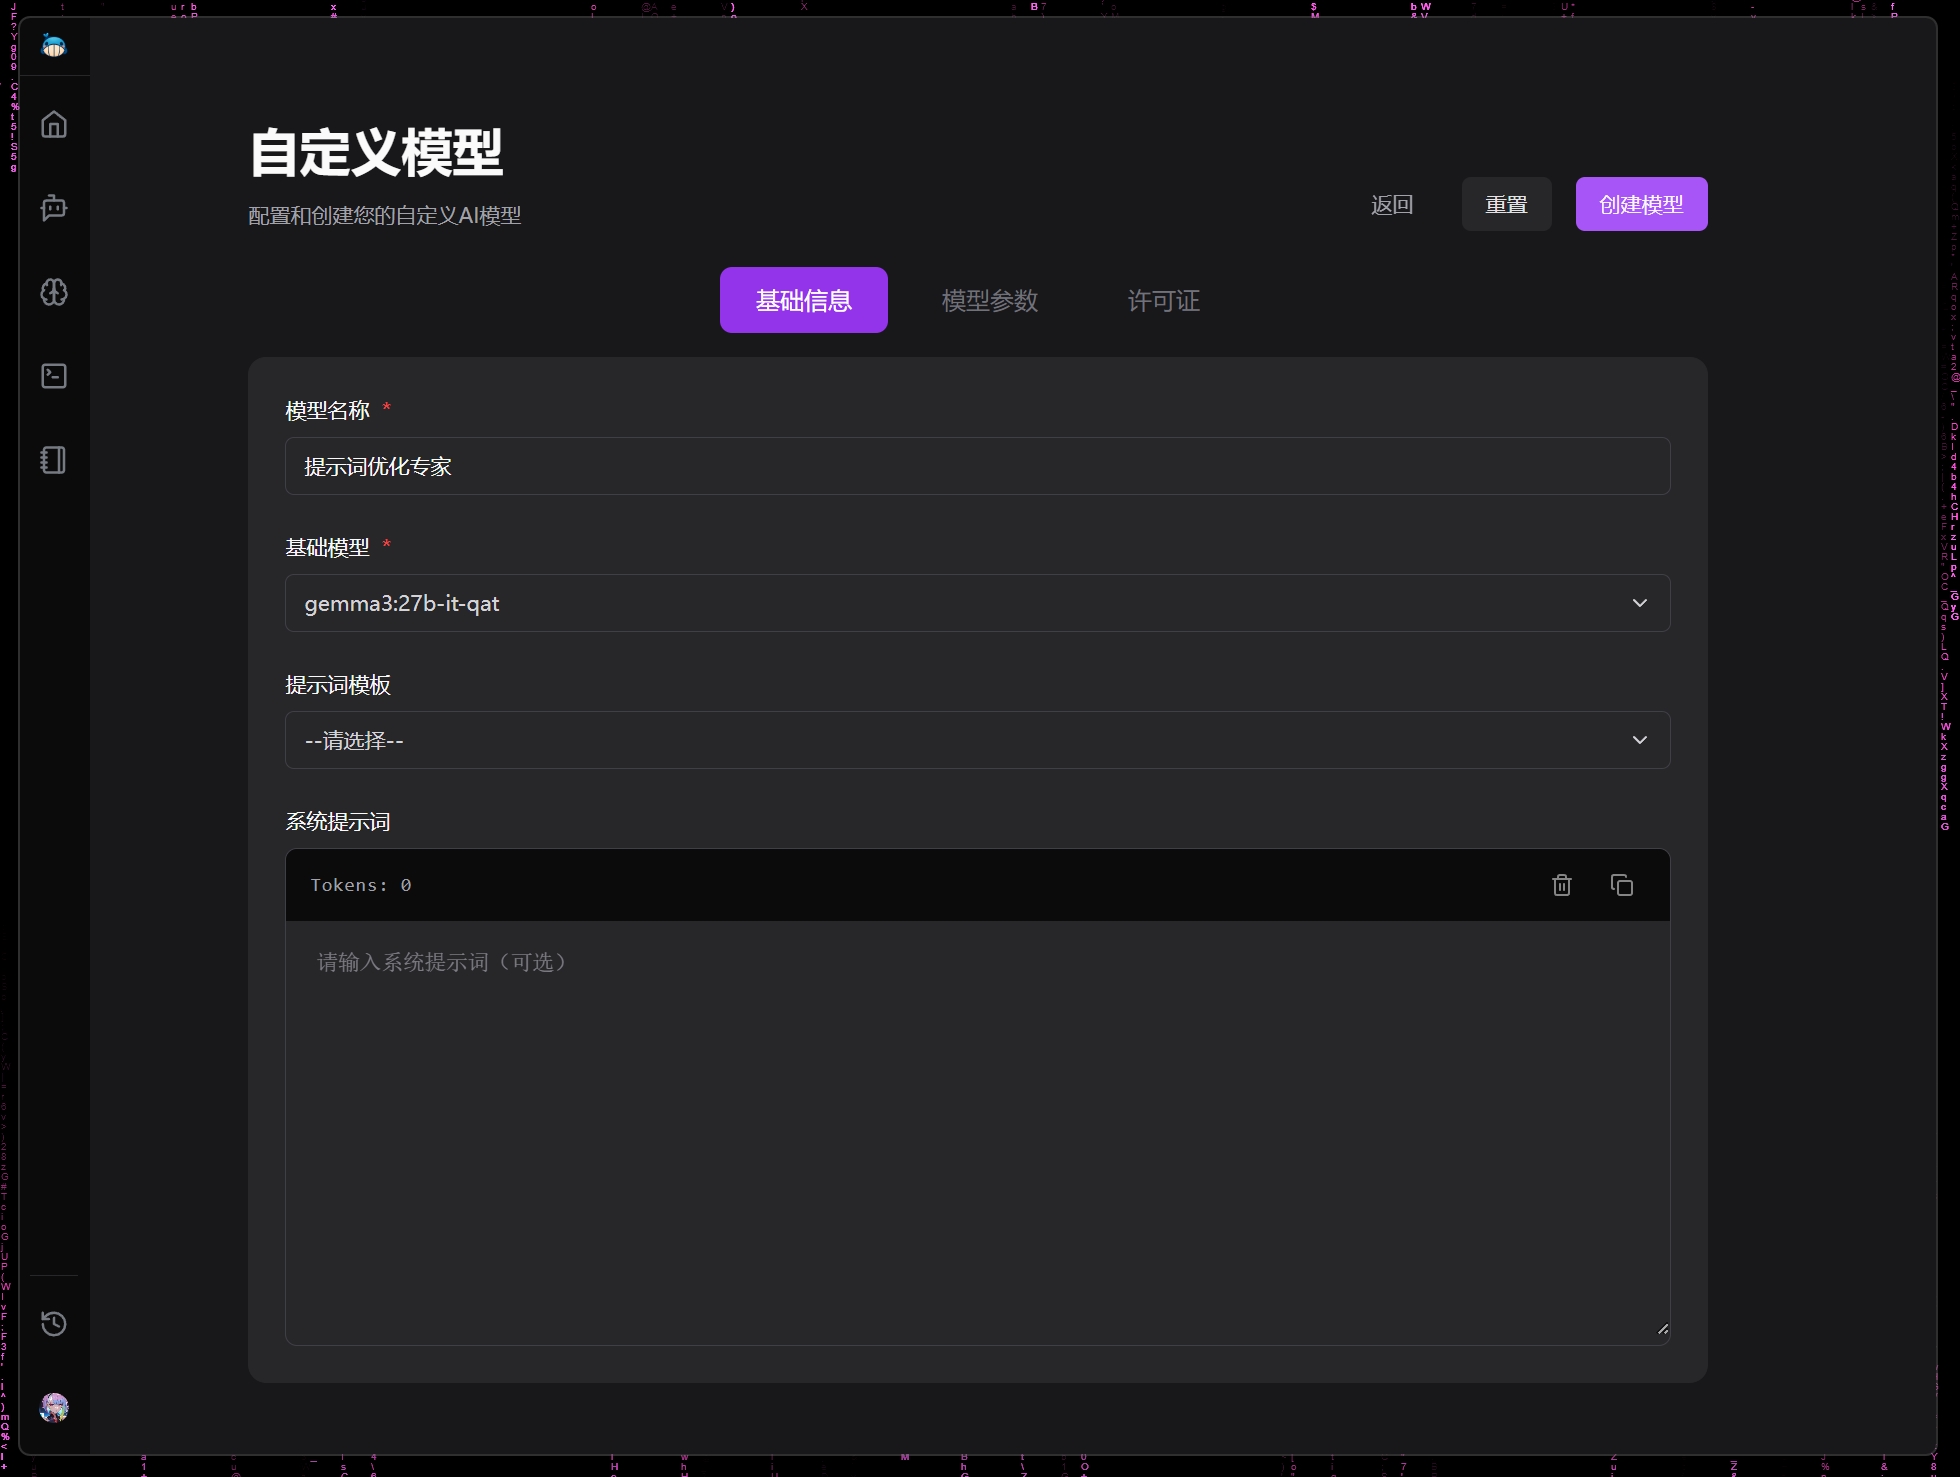 自定义模型
配置和创建您的自定义AI模型
返回
重置
创建模型
基础信息
模型参数
许可证
模型名称 *
提示词优化专家
基础模型 *
gemma3:27b-it-qat
提示词模板
--请选择--
系统提示词
Tokens: 0
请输入系统提示词（可选）